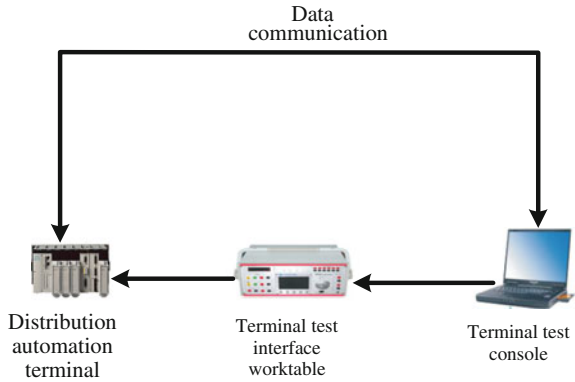 Data
communication
Distribution
automation
terminal
Terminal test
interface
worktable
Terminal test
console